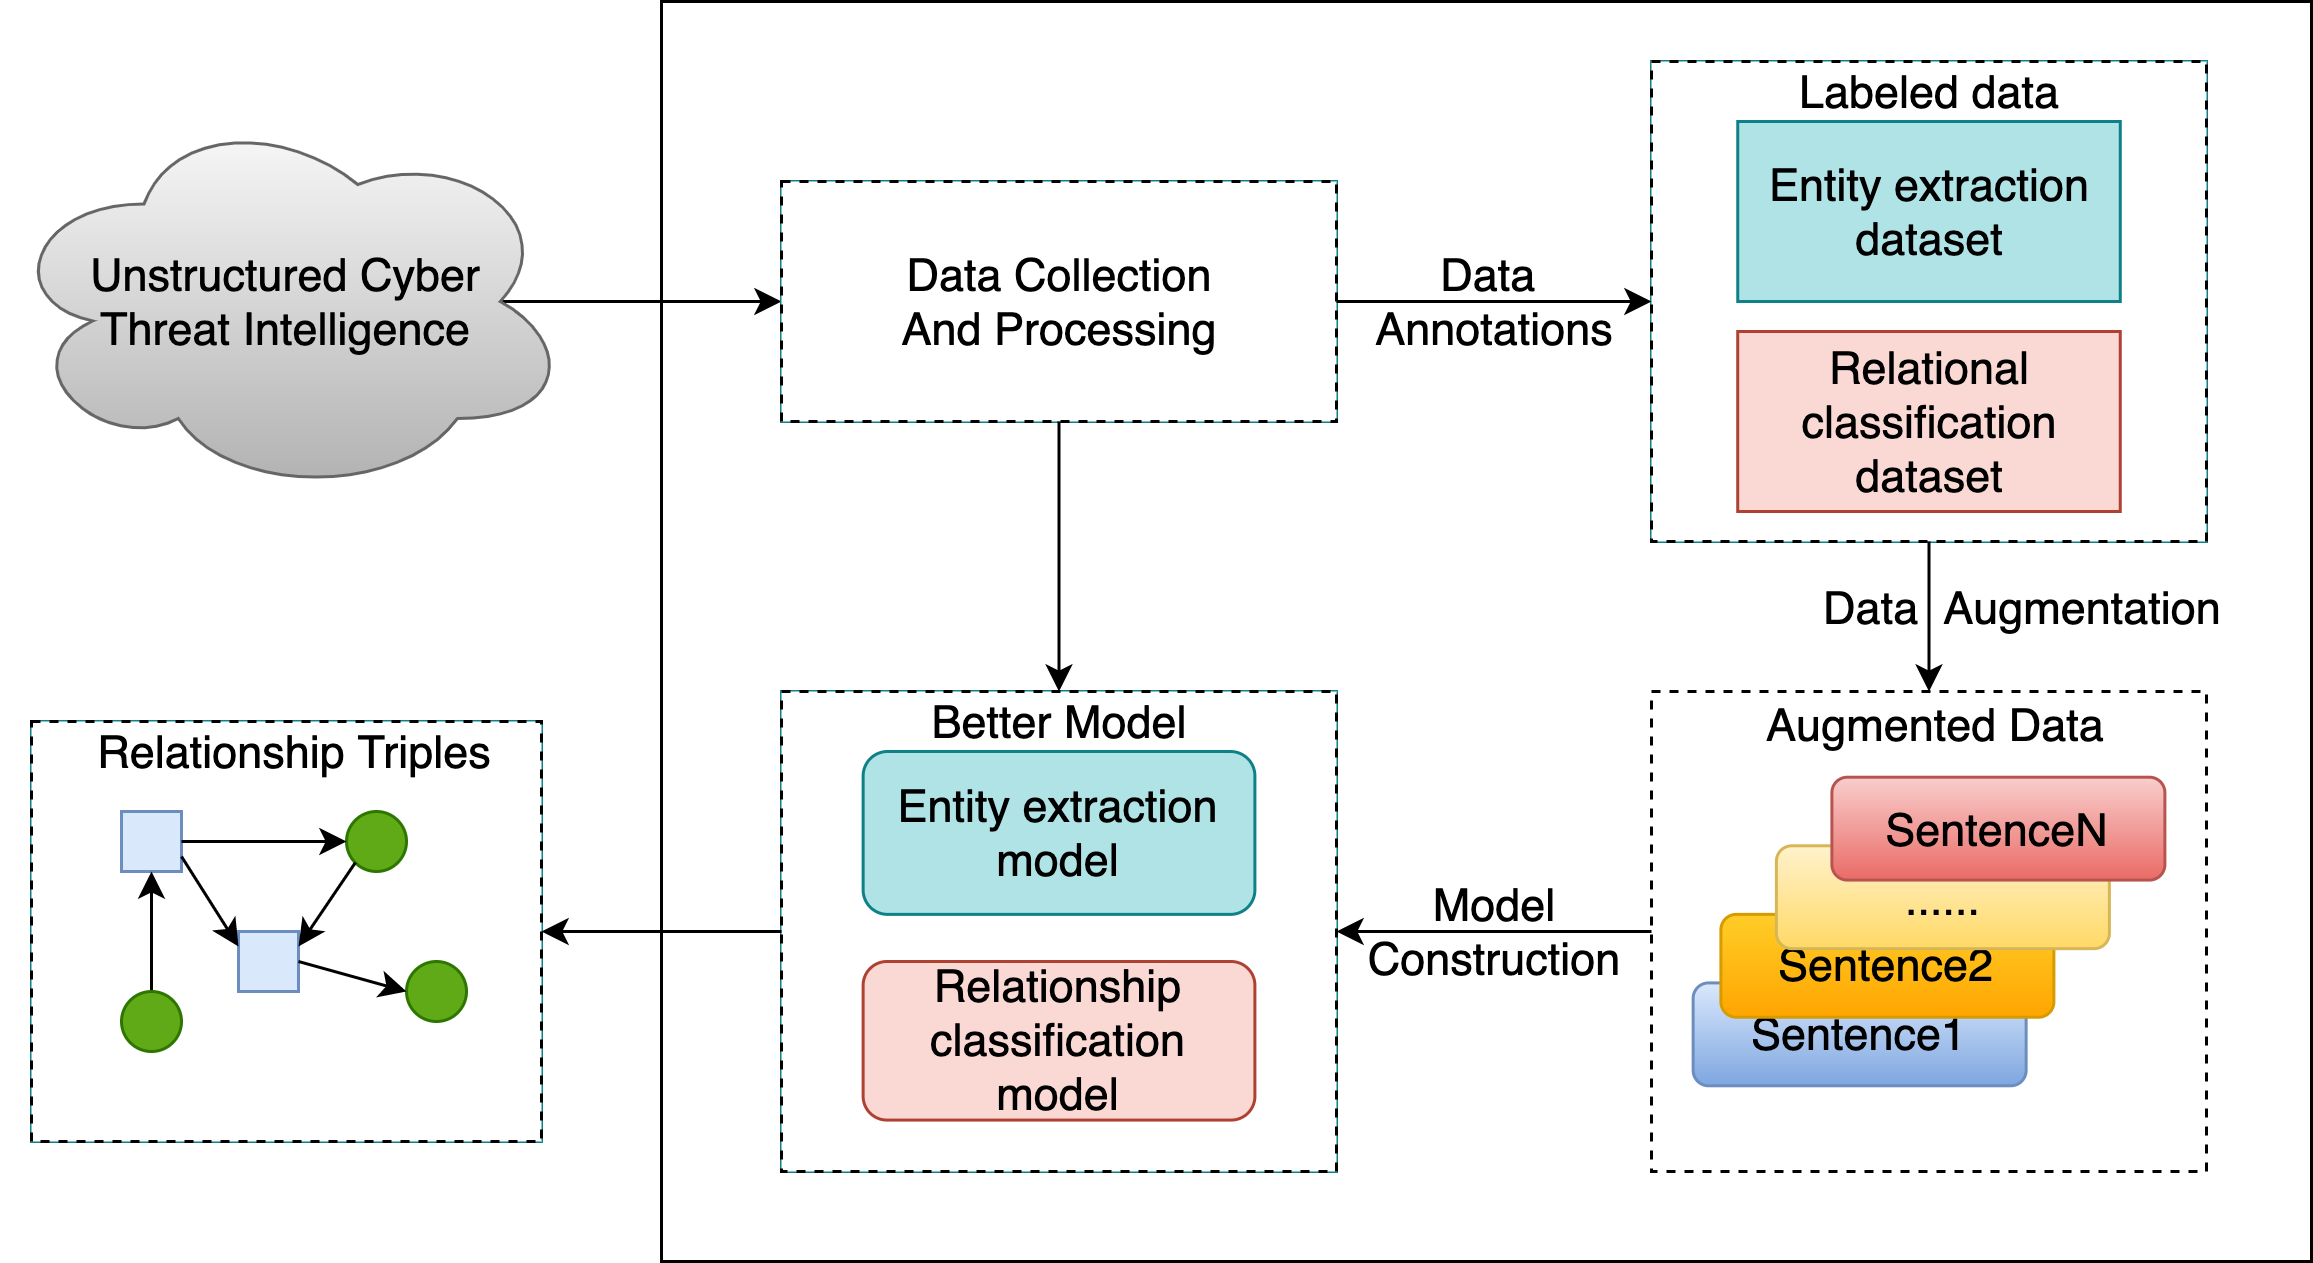 Unstructured Cyber
Threat Intelligence
Data Collection
And Processing
Data
Annotations
Labeled data
Entity extraction
dataset
Relational
classification
dataset
Data Augmentation
Augmented Data
SentenceN
......
Sentence2
Sentence1
Model
Construction
Better Model
Entity extraction
model
Relationship
classification
model
Relationship Triples